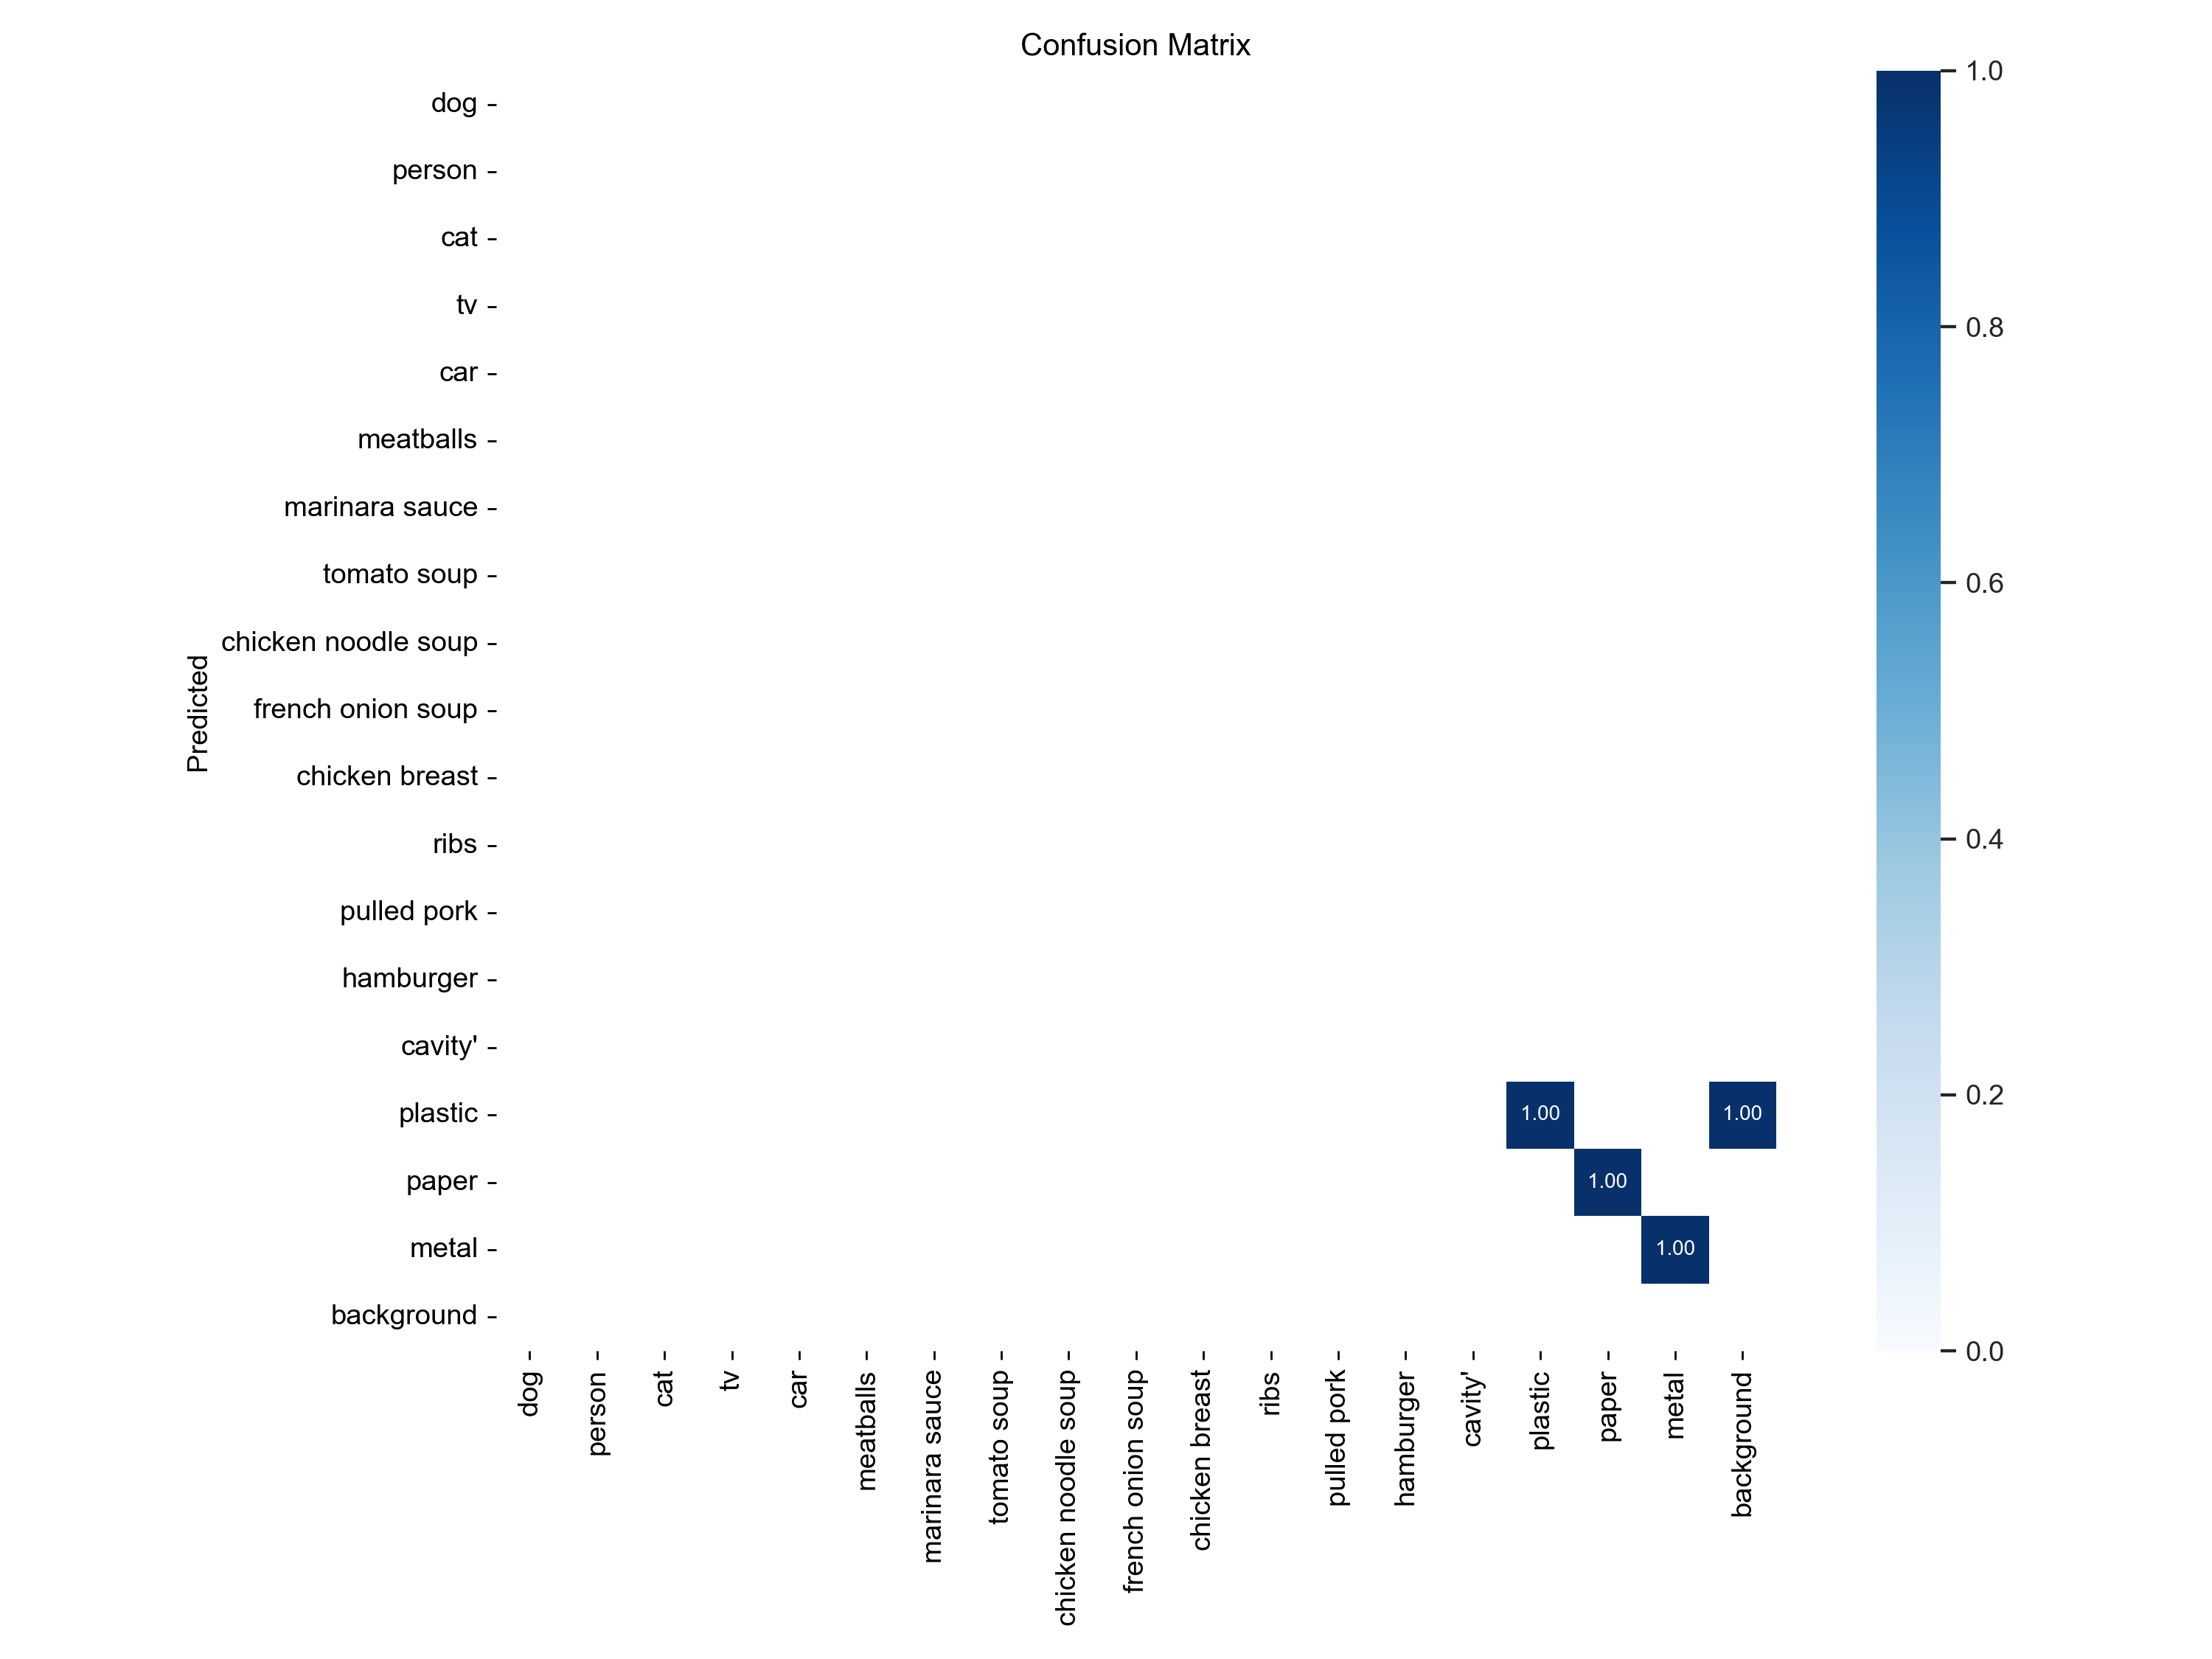 Confusion Matrix
dog
person
cat
tv
car
meatballs
marinara sauce
tomato soup
chicken noodle soup
french onion soup
chicken breast
ribs
pulled pork
hamburger
cavity'
plastic
paper
metal
background
Predicted
1.00
1.00
1.00
1.00
dog
person
cat
tv
car
meatballs
marinara sauce
tomato soup
chicken noodle soup
french onion soup
chicken breast
ribs
pulled pork
hamburger
cavity'
plastic
paper
metal
background
1.0
0.8
0.6
0.4
0.2
0.0